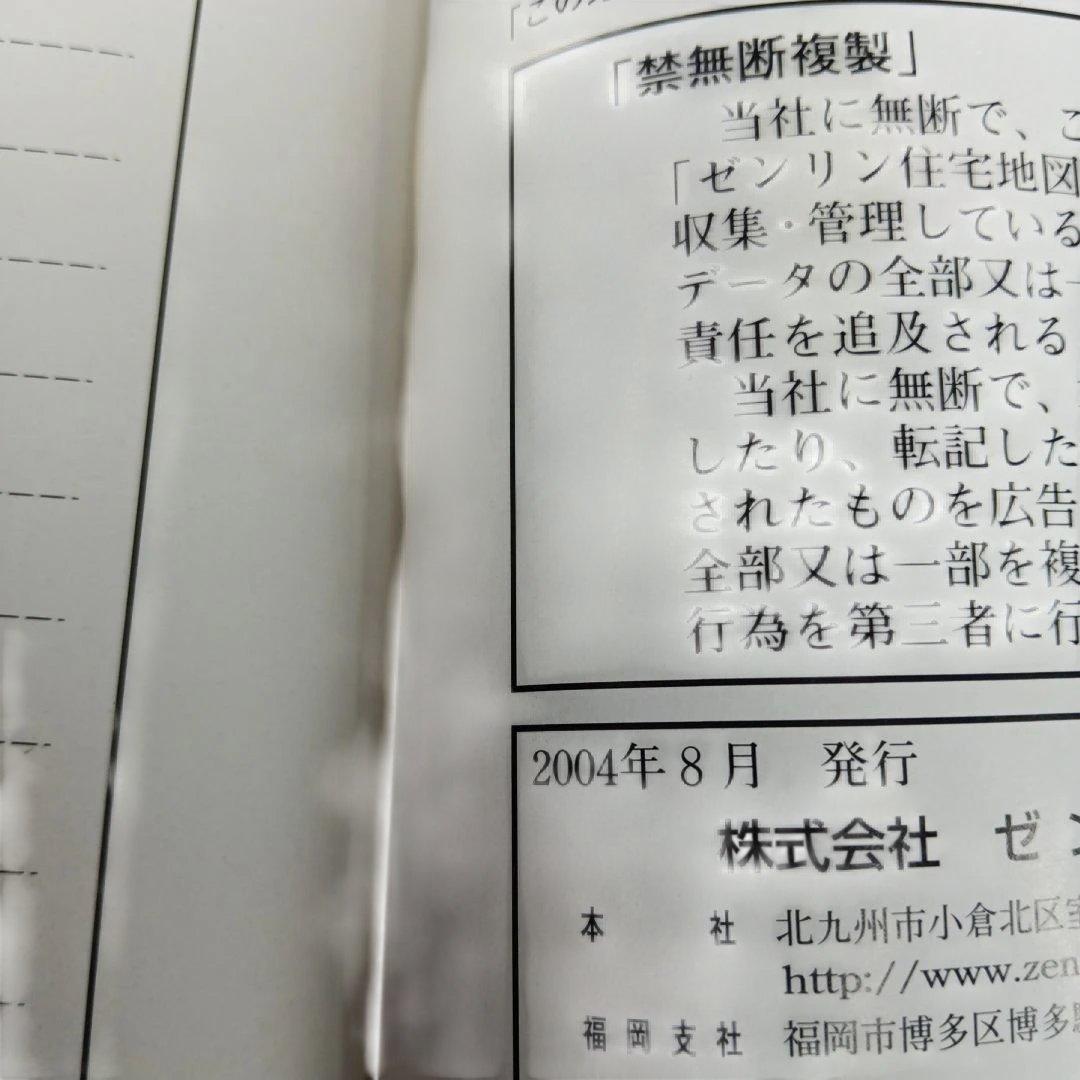 「この
「禁無断複製」
当社に無断で、こ
「ゼンリン住宅地図
収集・管理している
データの全部又は一
責任を追及される
当社に無断で、
したり、転記した
されたものを広告
全部又は一部を複
行為を第三者に行
2004年8月 発行
株式会社 ゼン
本 社 北九州市小倉北区室
http://www.zen
福岡支社 福岡市博多区博多駅